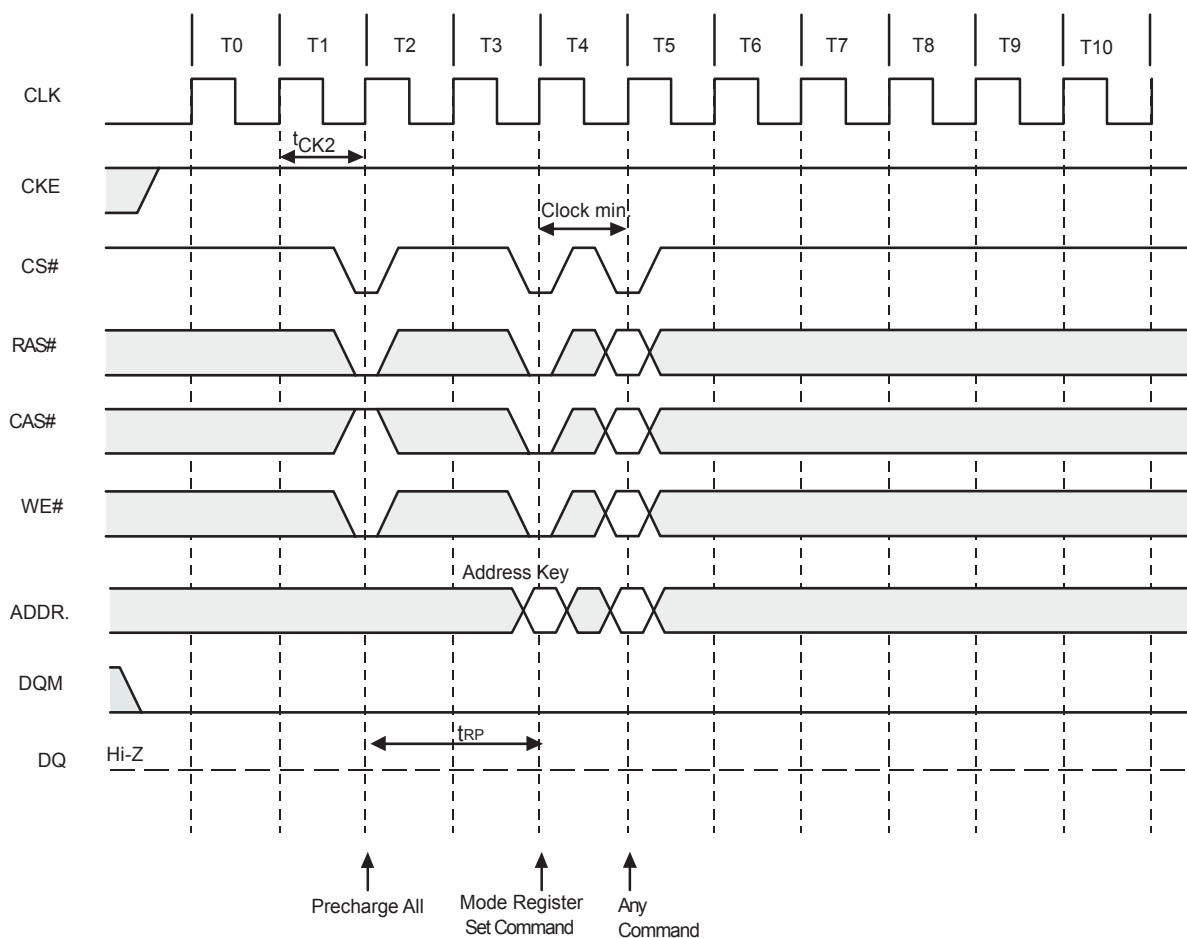 T0 T1 T2 T3 T4 T5 T6 T7 T8 T9 T10
CLK
tCK2
CKE
Clock min.
CS#
RAS#
CAS#
WE#
Address Key
ADDR.
DQM
tRP
DQ Hi-Z
Precharge All
Mode Register
Set Command
Any
Command